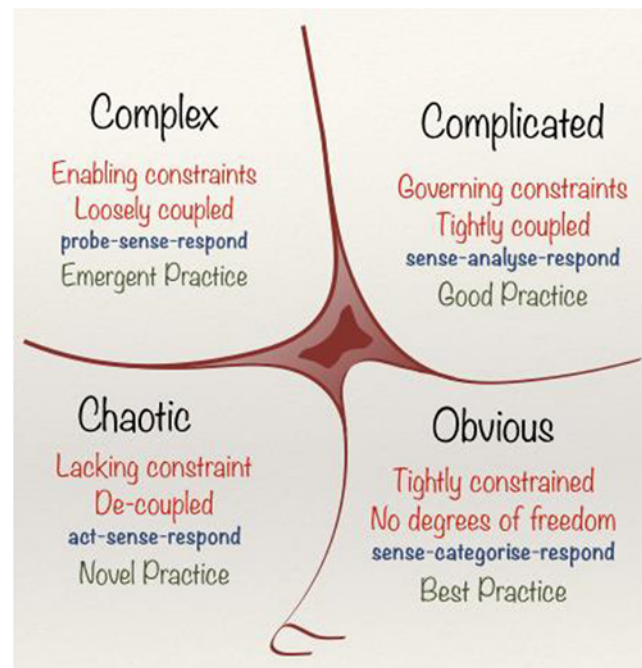 Complex
Enabling constraints
Loosely coupled
probe-sense-respond
Emergent Practice
Complicated
Governing constraints
Tightly coupled
sense-analyse-respond
Good Practice
Chaotic
Lacking constraint
De-coupled
act-sense-respond
Novel Practice
Obvious
Tightly constrained
No degrees of freedom
sense-categorise-respond
Best Practice